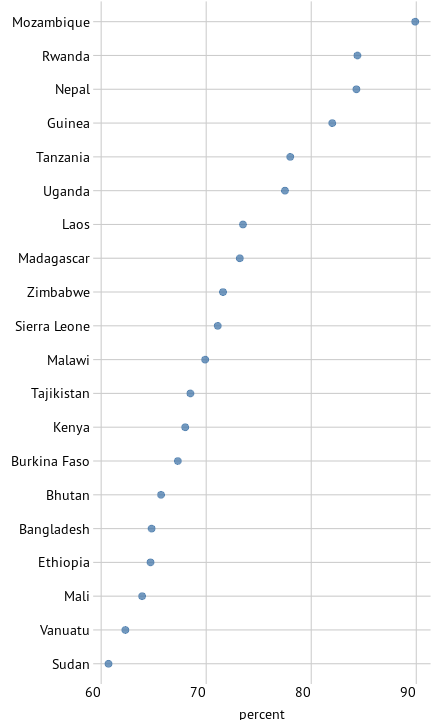 Mozambique
Rwanda
Nepal
Guinea
Tanzania
Uganda
Laos
Madagascar
Zimbabwe
Sierra Leone
Malawi
Tajikistan
Kenya
Burkina Faso
Bhutan
Bangladesh
Ethiopia
Mali
Vanuatu
Sudan
60 70 80 90
percent